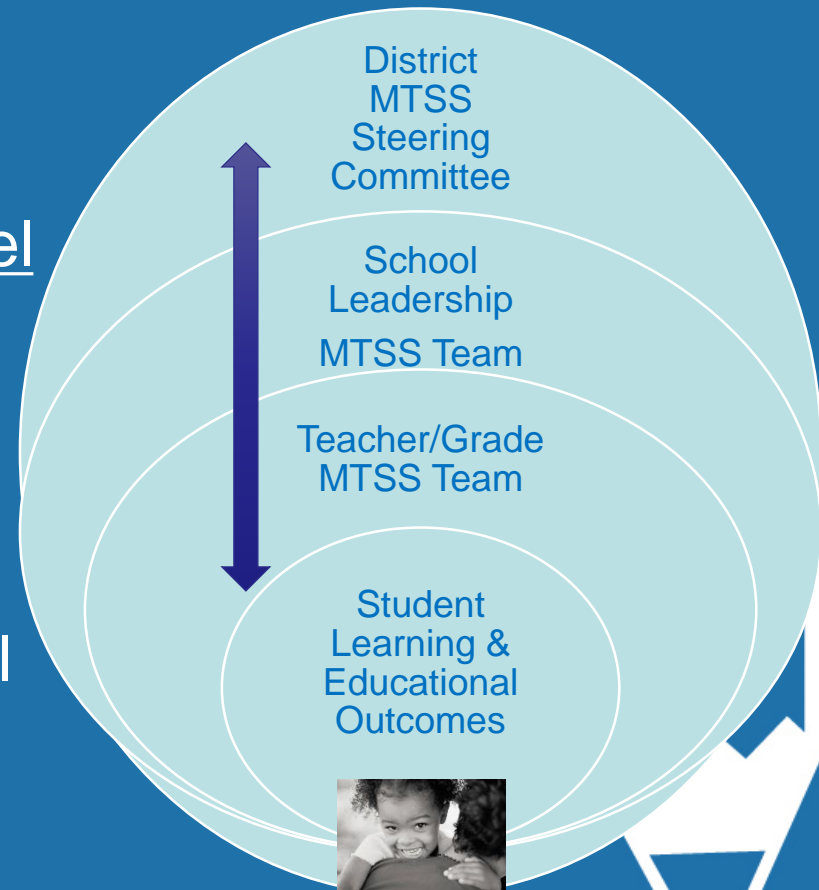 District
MTSS
Steering
Committee
School
Leadership
MTSS Team
Teacher/Grade
MTSS Team
Student
Learning &
Educational
Outcomes